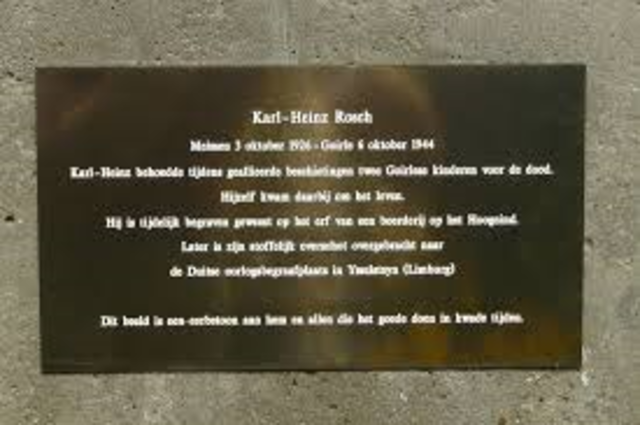 Karl-Heinz Rosch
Meissen 3 oktober 1926 - Goirle 6 oktober 1944
Karl-Heinz behoedde tijdens geallieerde beschietingen twee Goirlese kinderen voor de dood.
Hijzelf kwam daarbij om het leven.
Hij is tijdelijk begraven geweest op het erf van een boerderij op het Hoogeind.
Later is zijn stoffelijk overschot overgebracht naar
de Duitse oorlogsbegraafplaats in Ysselsteyn (Limburg)
Dit beeld is een eerbetoon aan hem en allen die het goede doen in kwade tijden.